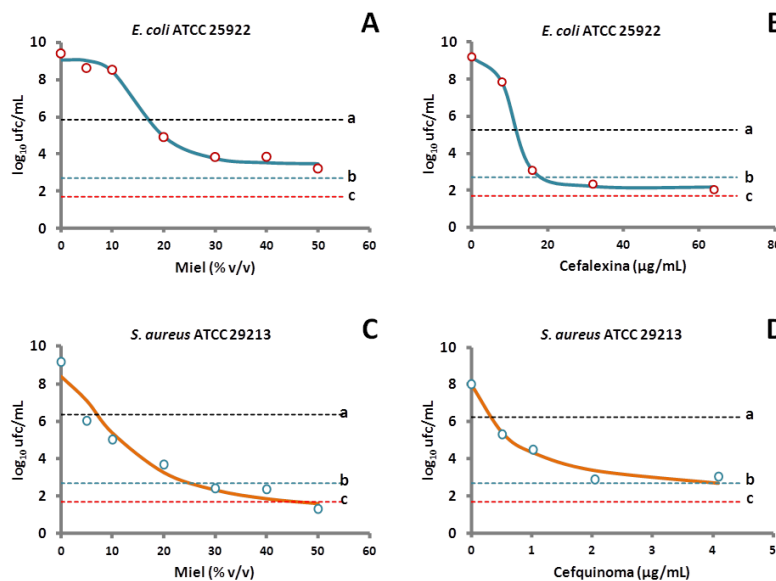 E. coli ATCC 25922
A
log₁₀ ufc/mL
10
8
6
4
2
0
a
b
c
0 10 20 30 40 50 60
Miel (% v/v)
E. coli ATCC 25922
log₁₀ ufc/mL
10
8
6
4
2
0
a
b
c
0 20 40 60 80
Cefalexina (µg/mL)
S. aureus ATCC 29213
C
log₁₀ ufc/mL
10
8
6
4
2
0
a
b
c
0 10 20 30 40 50 60
Miel (% v/v)
S. aureus ATCC 29213
log₁₀ ufc/mL
10
8
6
4
2
0
a
b
c
0 1 2 3 4 5
Cefquinoma (µg/mL)